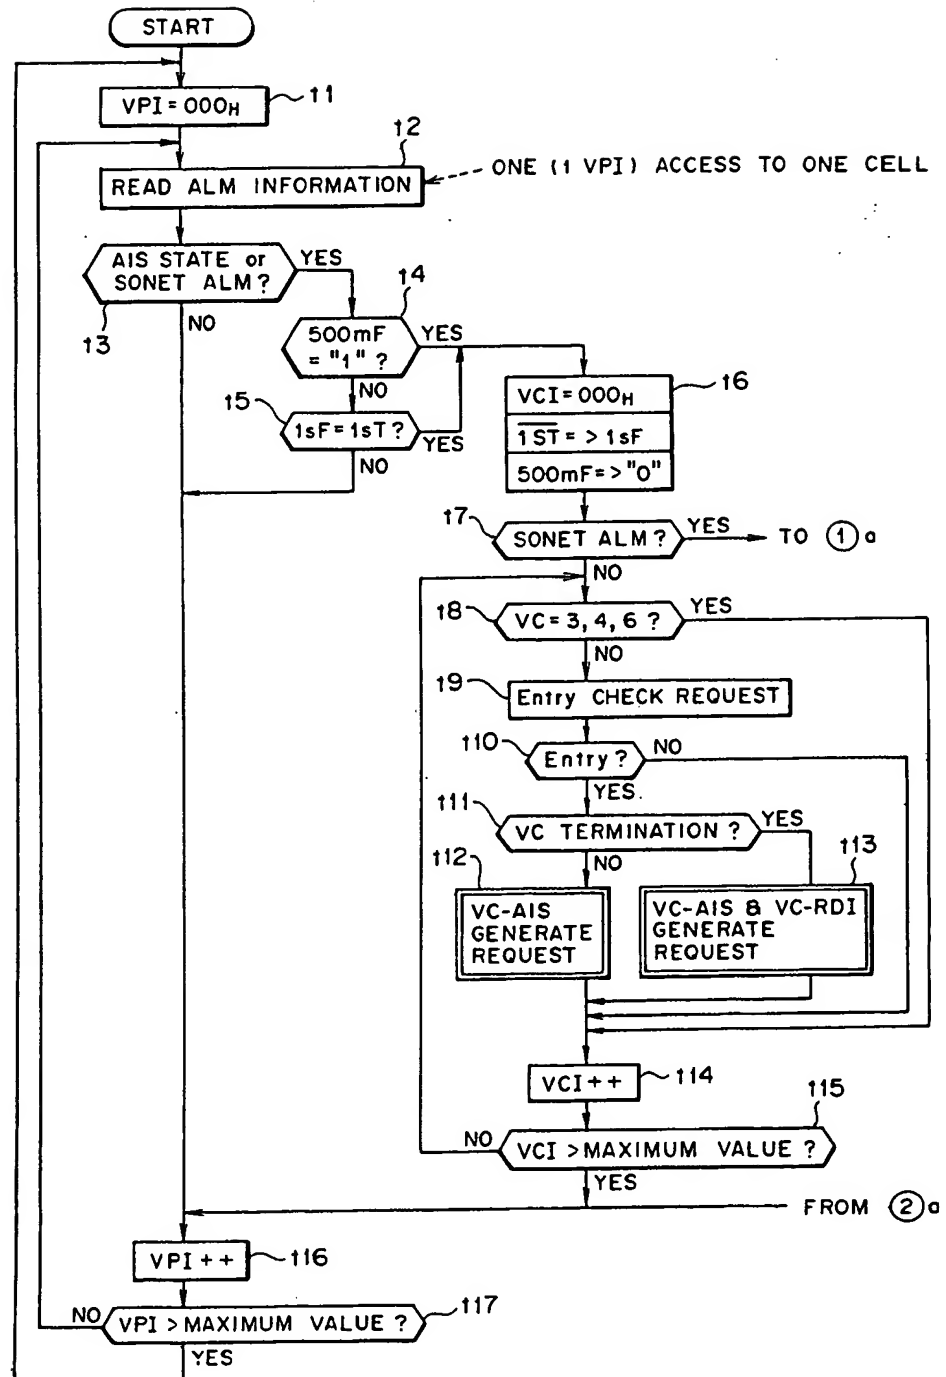 START
VPI = 000H
t1
t2
READ ALM INFORMATION
ONE (1 VPI) ACCESS TO ONE CELL
AIS STATE or
SONET ALM?
YES
NO
t3
t4
500mF
= "1" ?
YES
NO
t5
1sF = 1sT ?
YES
NO
t6
VCI = 000H
1ST = > 1sF
500mF = > "0"
t7
SONET ALM ?
YES
TO 1 a
NO
t8
VC = 3, 4, 6 ?
YES
NO
t9
Entry CHECK REQUEST
t10
Entry ?
NO
YES
t11
VC TERMINATION ?
YES
NO
t12
VC-AIS
GENERATE
REQUEST
t13
VC-AIS & VC-RDI
GENERATE
REQUEST
VCI ++
t14
t15
NO
VCI > MAXIMUM VALUE ?
YES
FROM 2 a
VPI ++
t16
NO
VPI > MAXIMUM VALUE ?
t17
YES